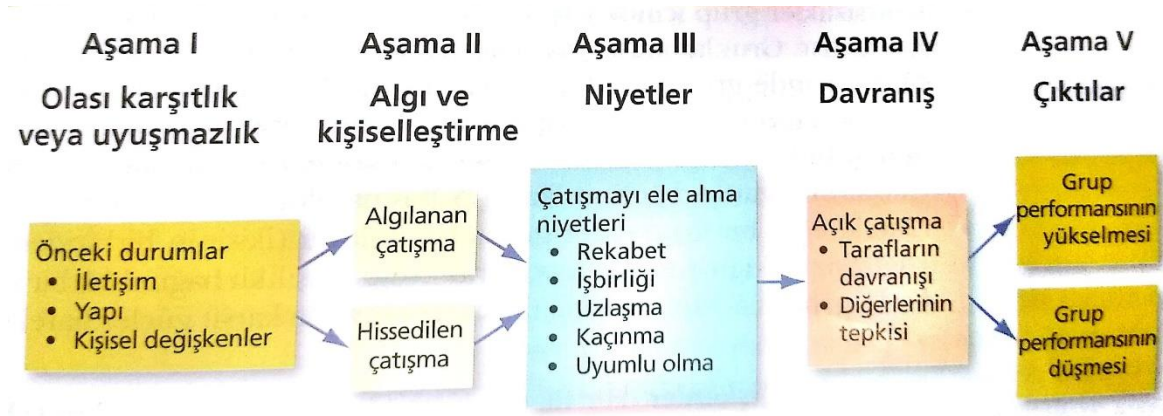 Aşama I
Olası karşıtlık
veya uyuşmazlık
Önceki durumlar
• İletişim
• Yapı
• Kişisel değişkenler
Aşama II
Algı ve
kişiselleştirme
Algılanan
çatışma
Hissedilen
çatışma
Aşama III
Niyetler
Çatışmayı ele alma
niyetleri
• Rekabet
• İşbirliği
• Uzlaşma
• Kaçınma
• Uyumlu olma
Aşama IV
Davranış
Açık çatışma
• Tarafların
davranışı
• Diğerlerinin
tepkisi
Aşama V
Çıktılar
Grup
performansının
yükselmesi
Grup
performansının
düşmesi